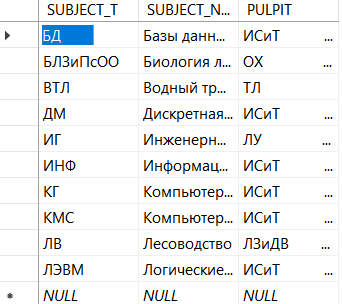 SUBJECT_T SUBJECT_N... PULPIT
БД Базы данн... ИСиТ ...
БЛЗиПсОО Биология л... ОХ ...
ВТЛ Водный тр... ТЛ
ДМ Дискретная... ИСиТ ...
ИГ Инженерн... ЛУ ...
ИНФ Информац... ИСиТ ...
КГ Компьютер... ИСиТ ...
КМС Компьютер... ИСиТ ...
ЛВ Лесоводство ЛЗиДВ ...
ЛЭВМ Логические... ИСиТ ...
NULL NULL NULL